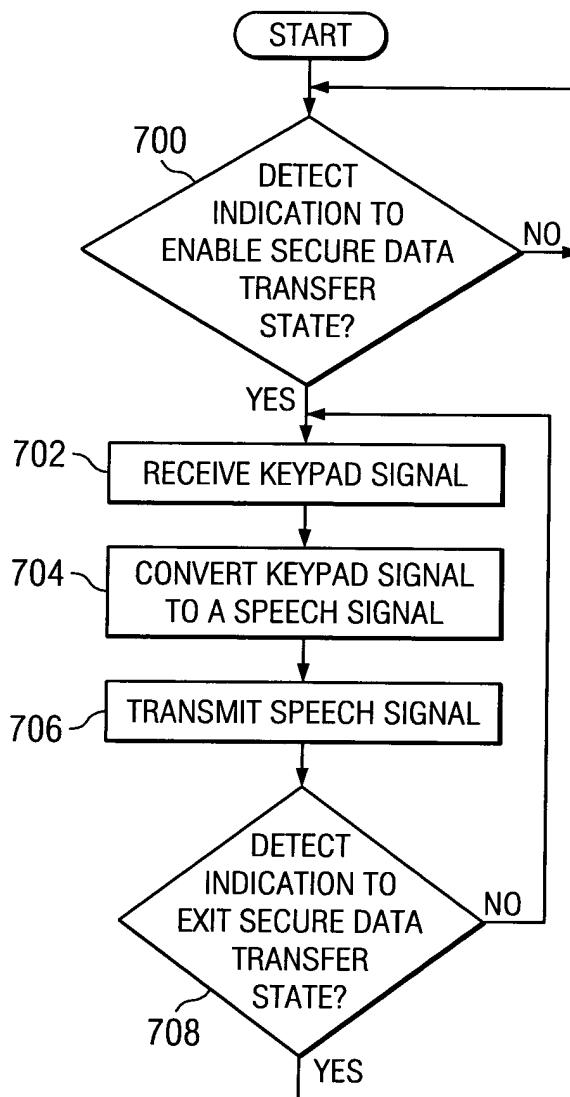 START
700
DETECT
INDICATION TO
ENABLE SECURE DATA
TRANSFER
STATE?
NO
YES
702
RECEIVE KEYPAD SIGNAL
704
CONVERT KEYPAD SIGNAL
TO A SPEECH SIGNAL
706
TRANSMIT SPEECH SIGNAL
DETECT
INDICATION TO
EXIT SECURE DATA
TRANSFER
STATE?
NO
708
YES